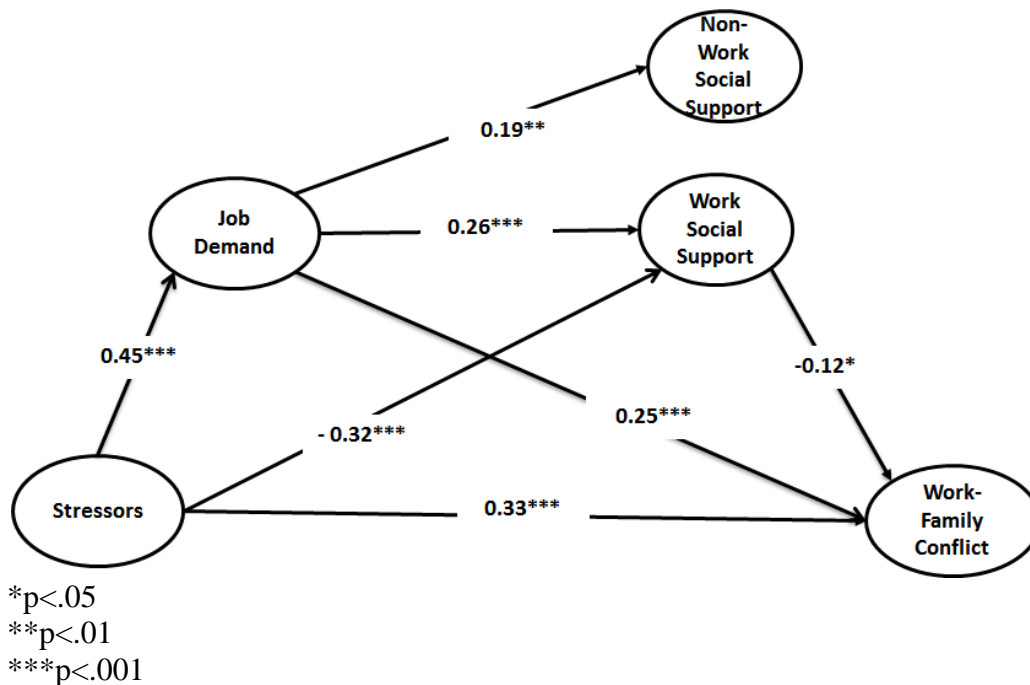 Non-
Work
Social
Support
0.19**
Job
Demand
0.26***
Work
Social
Support
0.45***
-0.12*
- 0.32***
0.25***
Stressors
0.33***
Work-
Family
Conflict
*p<.05
**p<.01
***p<.001